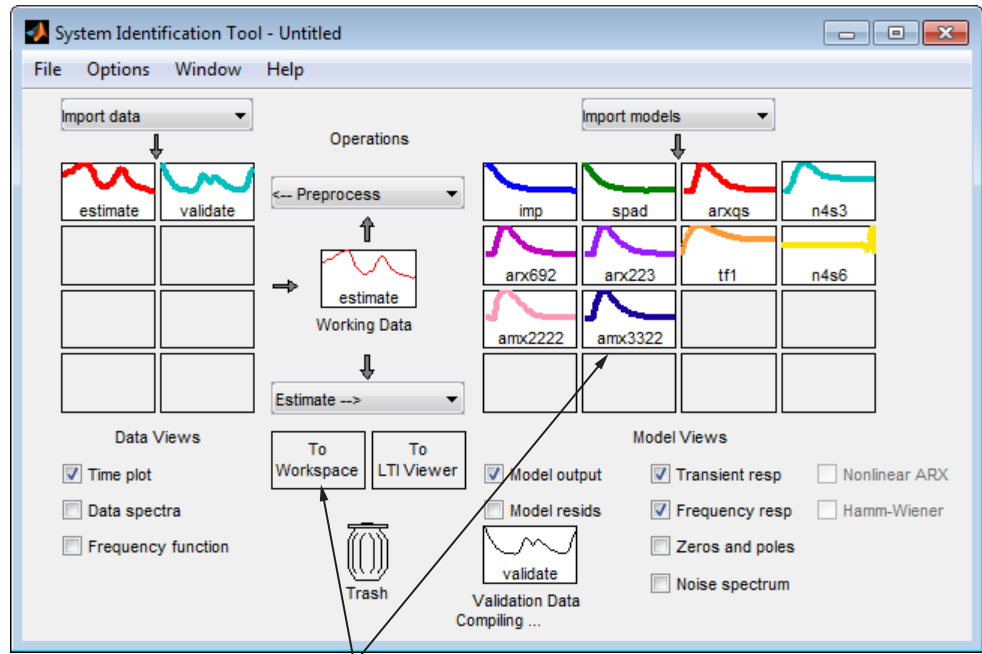 System Identification Tool - Untitled
File Options Window Help
Import data
Import models
Operations
estimate validate
<-- Preprocess
imp spad arxqs n4s3
arx692 arx223 tf1 n4s6
estimate
Working Data
amx2222 amx3322
Estimate -->
Data Views
Model Views
To Workspace
To LTI Viewer
Time plot
Data spectra
Frequency function
Trash
Model output
Model resids
validate
Validation Data
Compiling ...
Transient resp
Frequency resp
Zeros and poles
Noise spectrum
Nonlinear ARX
Hamm-Wiener